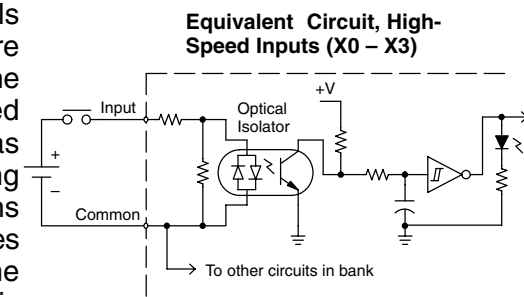 Equivalent Circuit, High-
Speed Inputs (X0 – X3)
+V
Input
Optical
Isolator
+
–
Common
To other circuits in bank